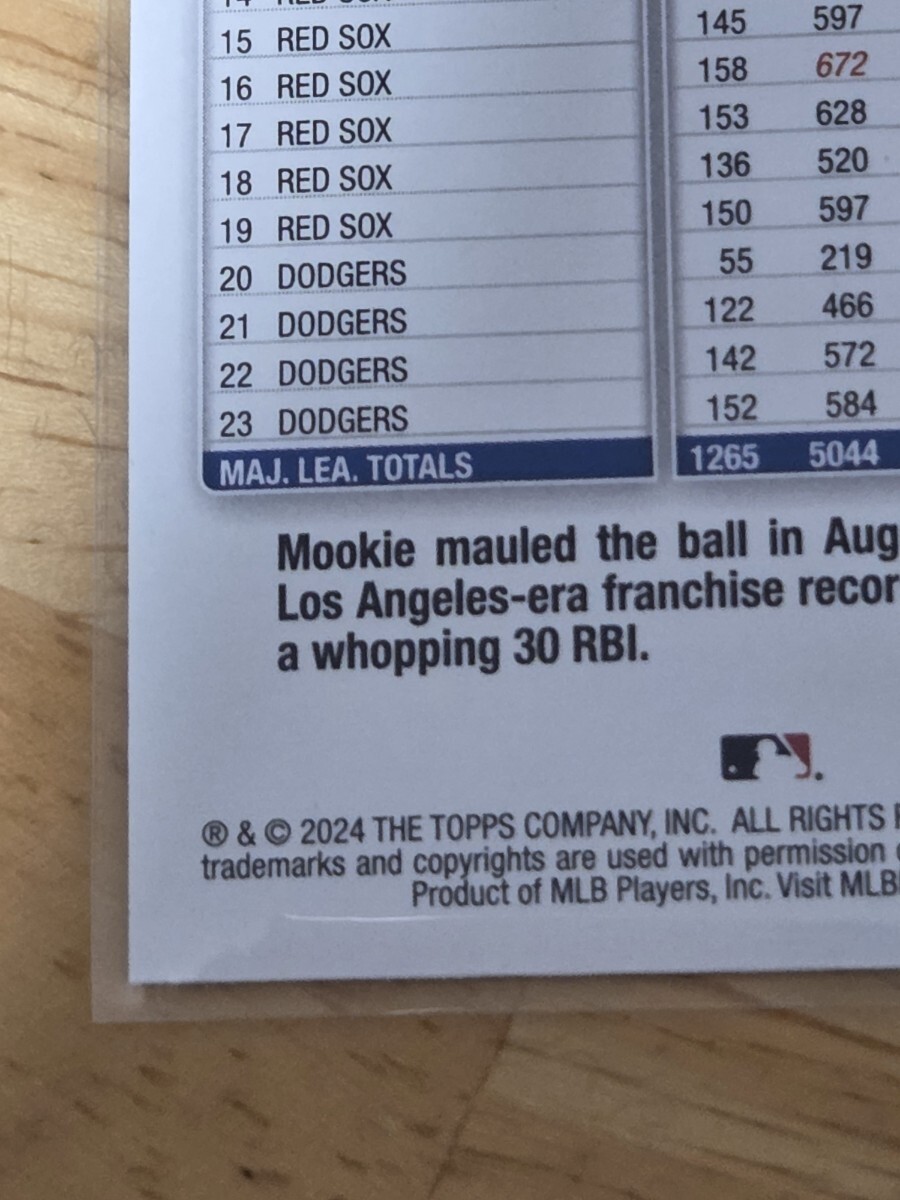 15 RED SOX 145 597
16 RED SOX 158 672
17 RED SOX 153 628
18 RED SOX 136 520
19 RED SOX 150 597
20 DODGERS 55 219
21 DODGERS 122 466
22 DODGERS 142 572
23 DODGERS 152 584
MAJ. LEA. TOTALS 1265 5044
Mookie mauled the ball in Aug
Los Angeles-era franchise recor
a whopping 30 RBI.
® & © 2024 THE TOPPS COMPANY, INC. ALL RIGHTS
trademarks and copyrights are used with permission
Product of MLB Players, Inc. Visit MLB